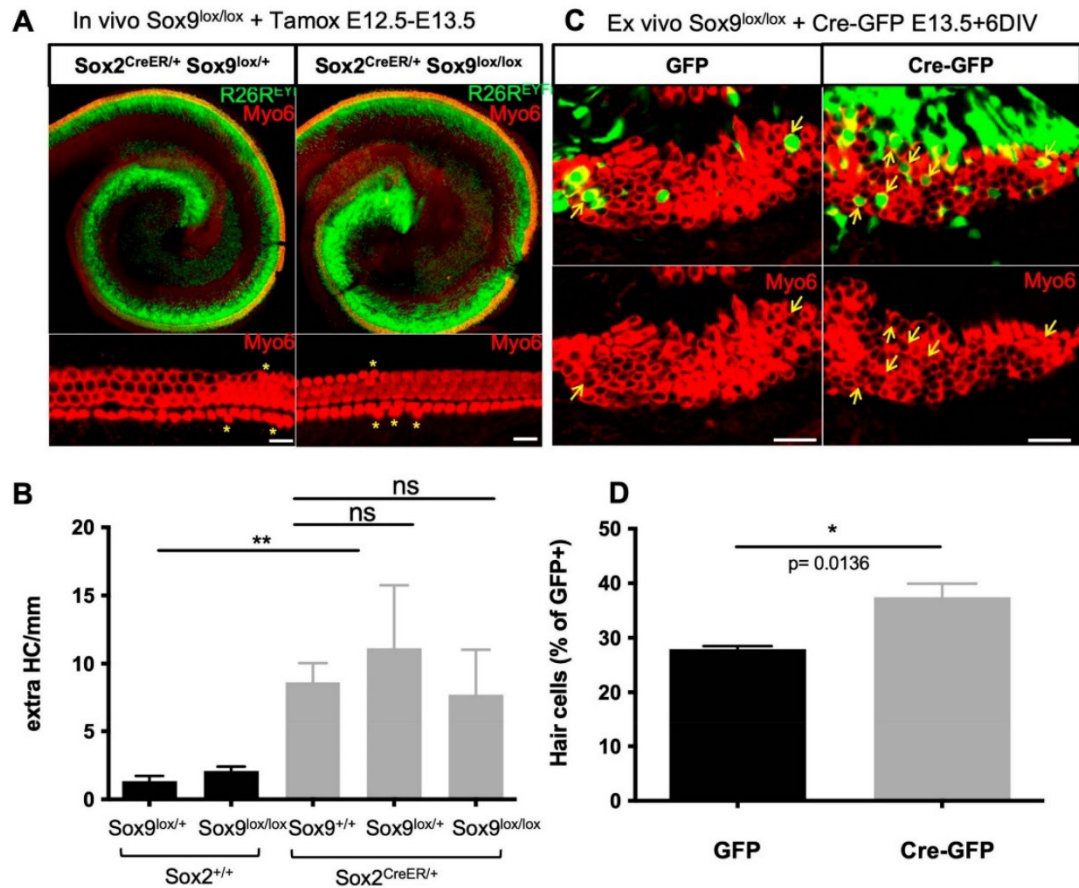 A In vivo Sox9lox/lox + Tamox E12.5-E13.5
Sox2CreER/+ Sox9lox/+ Sox2CreER/+ Sox9lox/lox
R26REYF R26REYF
Myo6 Myo6
Myo6 Myo6
* * * * * * *
C Ex vivo Sox9lox/lox + Cre-GFP E13.5+6DIV
GFP Cre-GFP
Myo6 Myo6
B
ns
ns
**
extra HC/mm
20
15
10
5
0
Sox9lox/+ Sox9lox/lox Sox9+/+ Sox9lox/+ Sox9lox/lox
Sox2+/+ Sox2CreER/+
D
*
p= 0.0136
Hair cells (% of GFP+)
50
40
30
20
10
0
GFP Cre-GFP